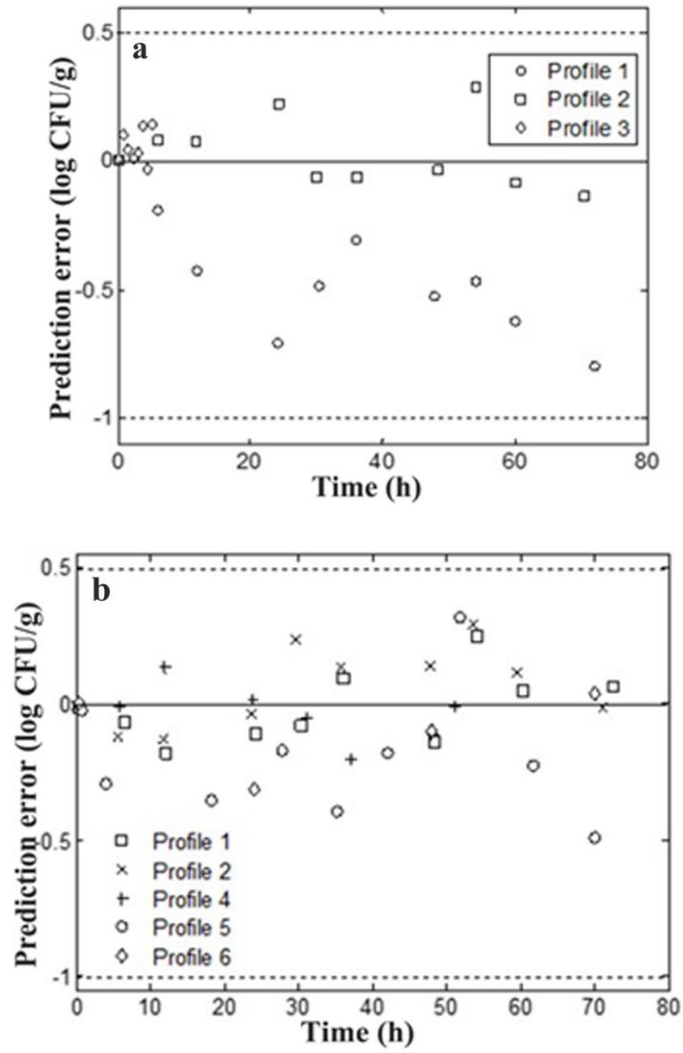 a
Prediction error (log CFU/g)
0.5
0
-0.5
-1
Profile 1
Profile 2
Profile 3
0 20 40 60 80
Time (h)
b
Prediction error (log CFU/g)
0.5
0
-0.5
-1
Profile 1
Profile 2
Profile 4
Profile 5
Profile 6
0 10 20 30 40 50 60 70 80
Time (h)